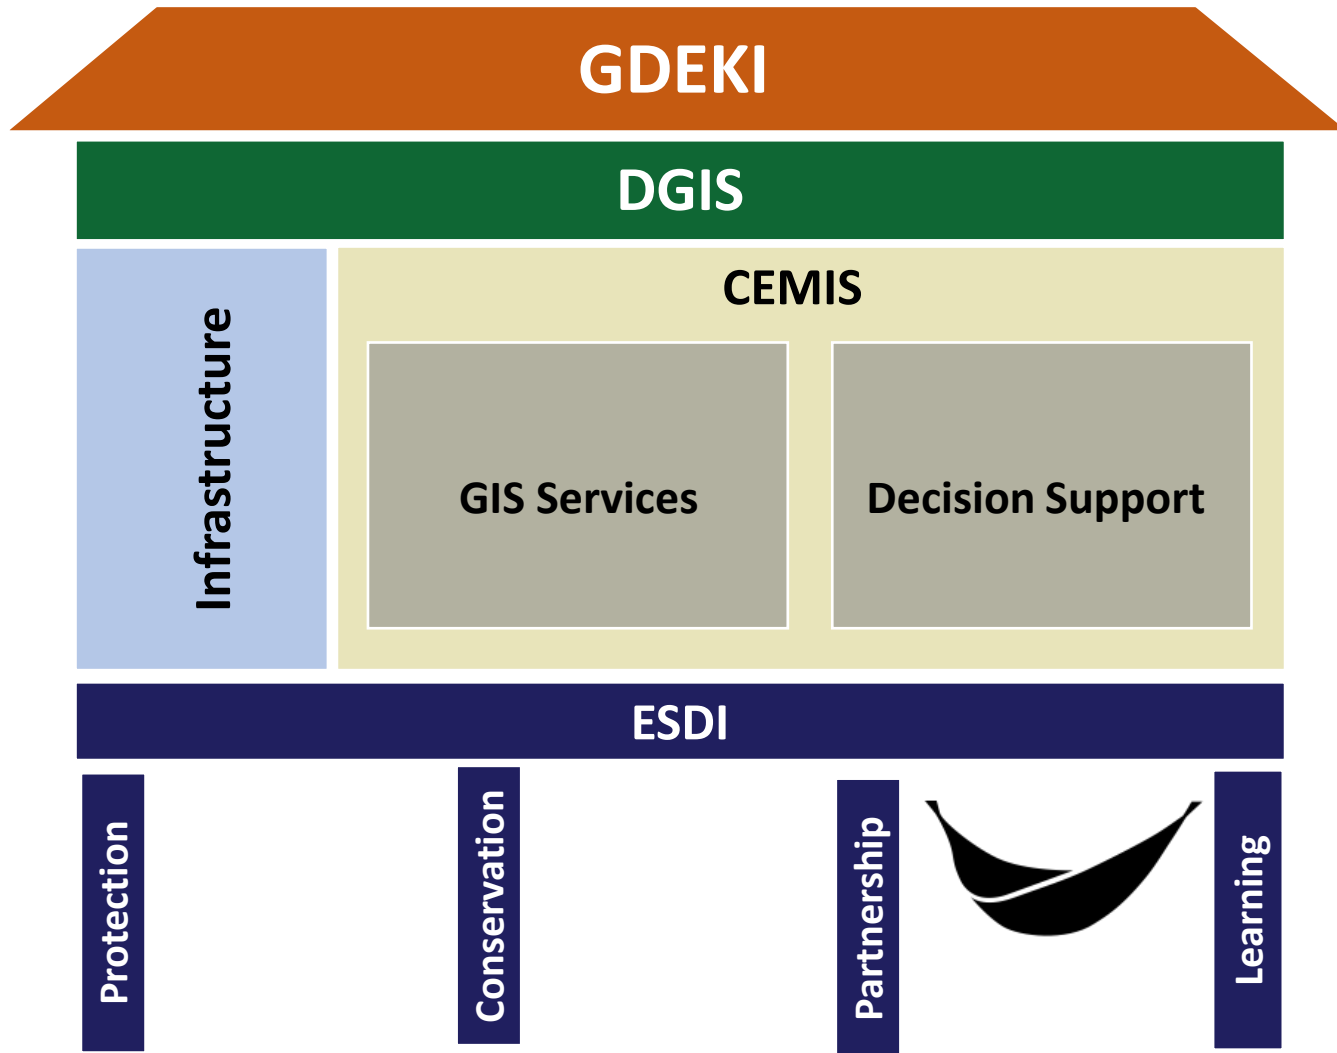 GDEKI
DGIS
Infrastructure
CEMIS
GIS Services
Decision Support
ESDI
Protection
Conservation
Partnership
Learning